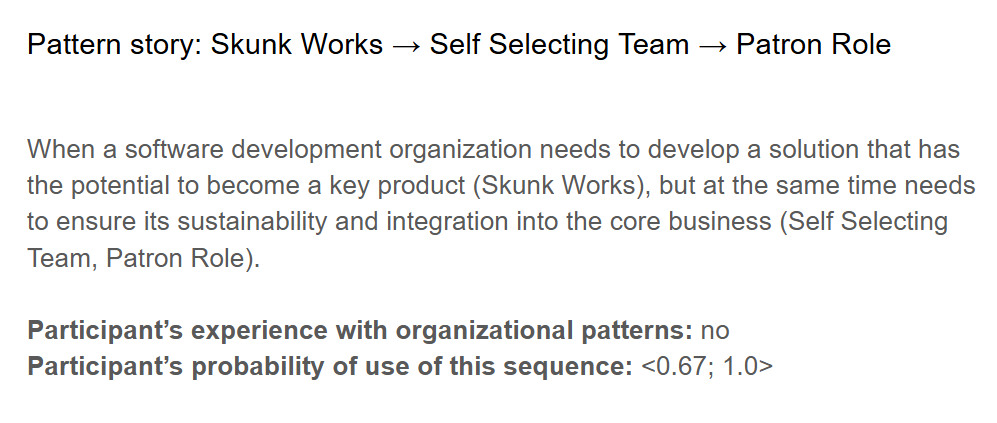 Pattern story: Skunk Works → Self Selecting Team → Patron Role
When a software development organization needs to develop a solution that has
the potential to become a key product (Skunk Works), but at the same time needs
to ensure its sustainability and integration into the core business (Self Selecting
Team, Patron Role).
Participant’s experience with organizational patterns: no
Participant’s probability of use of this sequence: <0.67; 1.0>